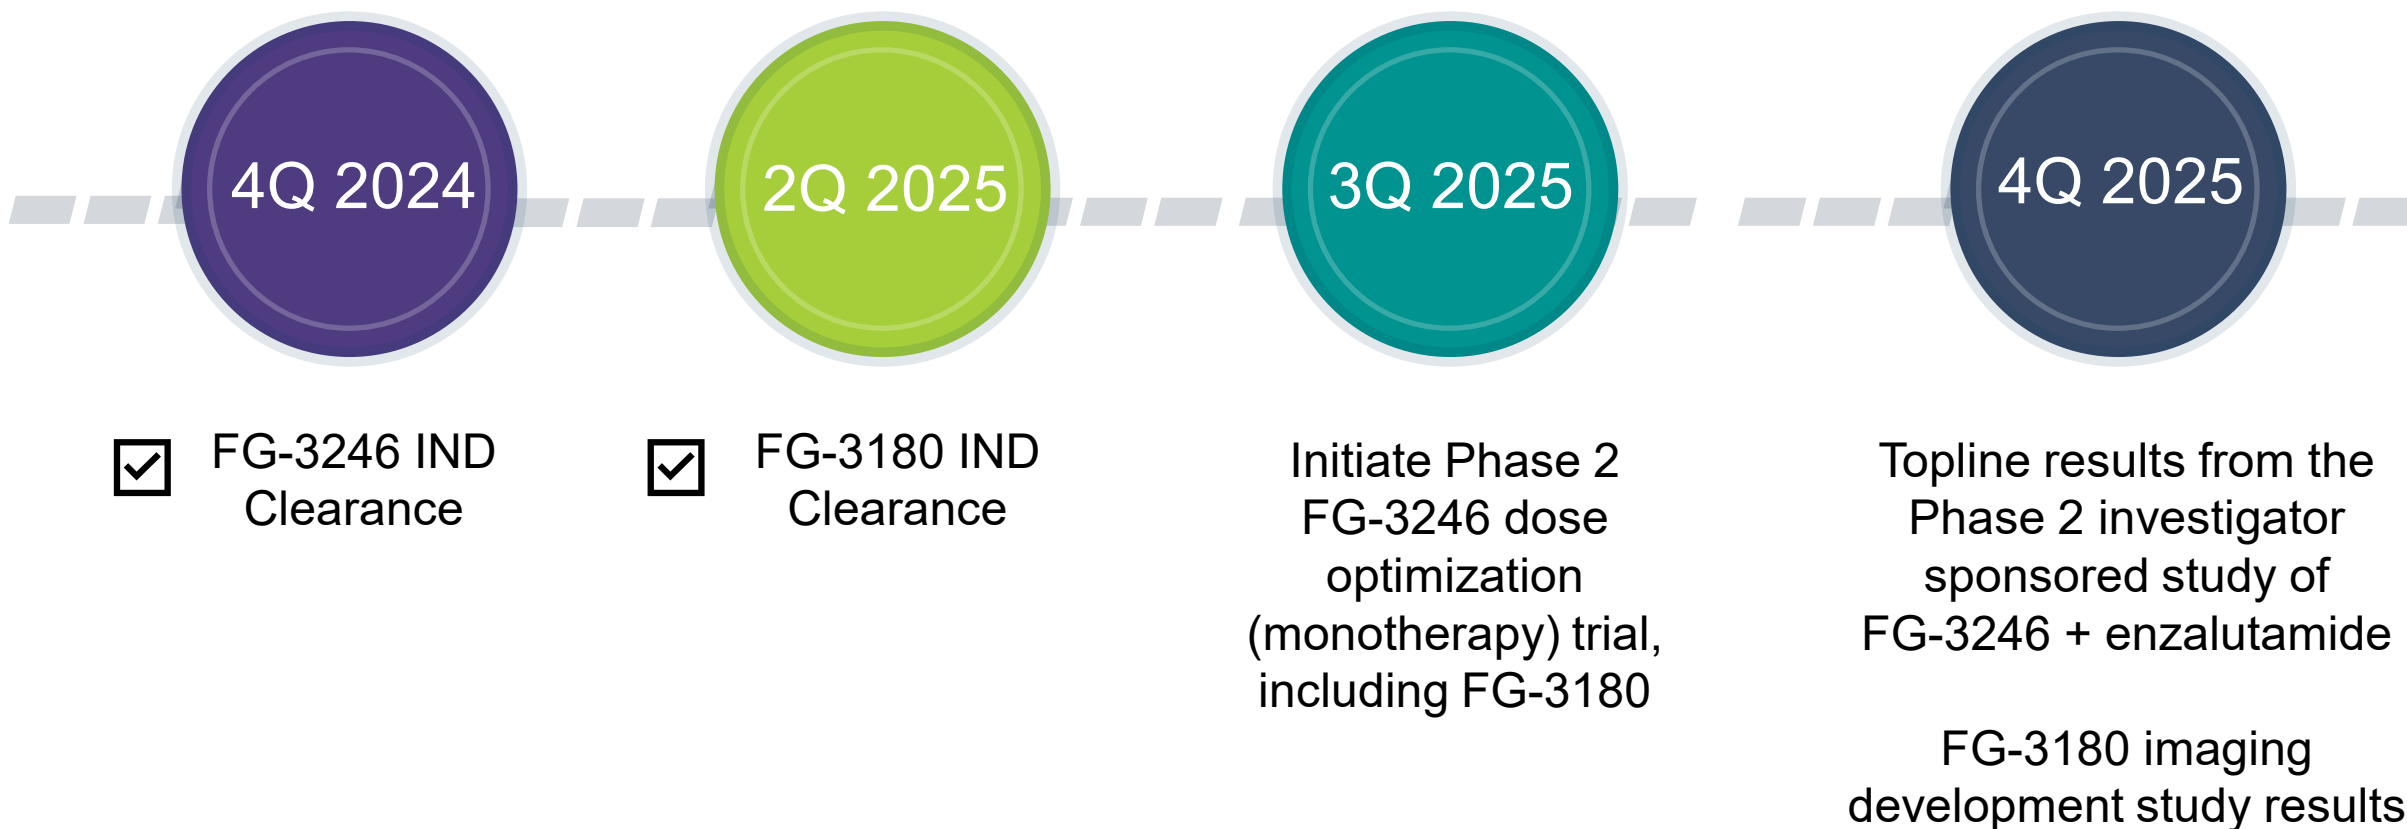 4Q 2024
2Q 2025
3Q 2025
4Q 2025
FG-3246 IND
Clearance
FG-3180 IND
Clearance
Initiate Phase 2
FG-3246 dose
optimization
(monotherapy) trial,
including FG-3180
Topline results from the
Phase 2 investigator
sponsored study of
FG-3246 + enzalutamide
FG-3180 imaging
development study results